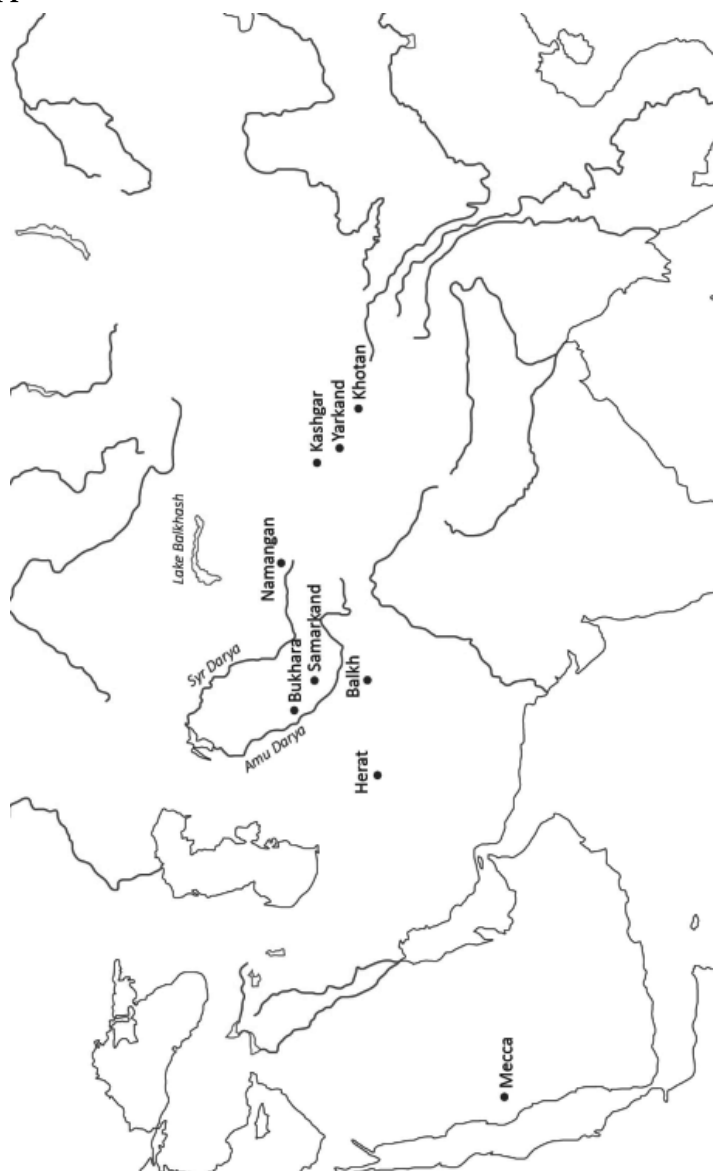 Lake Balkhash
Syr Darya
Namangan
Amu Darya
Bukhara
Samarkand
Kashgar
Yarkand
Balkh
Khotan
Herat
Mecca